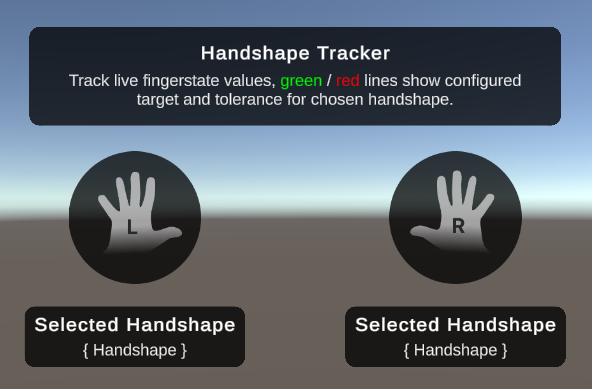 Handshape Tracker
Track live fingerstate values, green / red lines show configured
target and tolerance for chosen handshape.
L
R
Selected Handshape
{ Handshape }
Selected Handshape
{ Handshape }